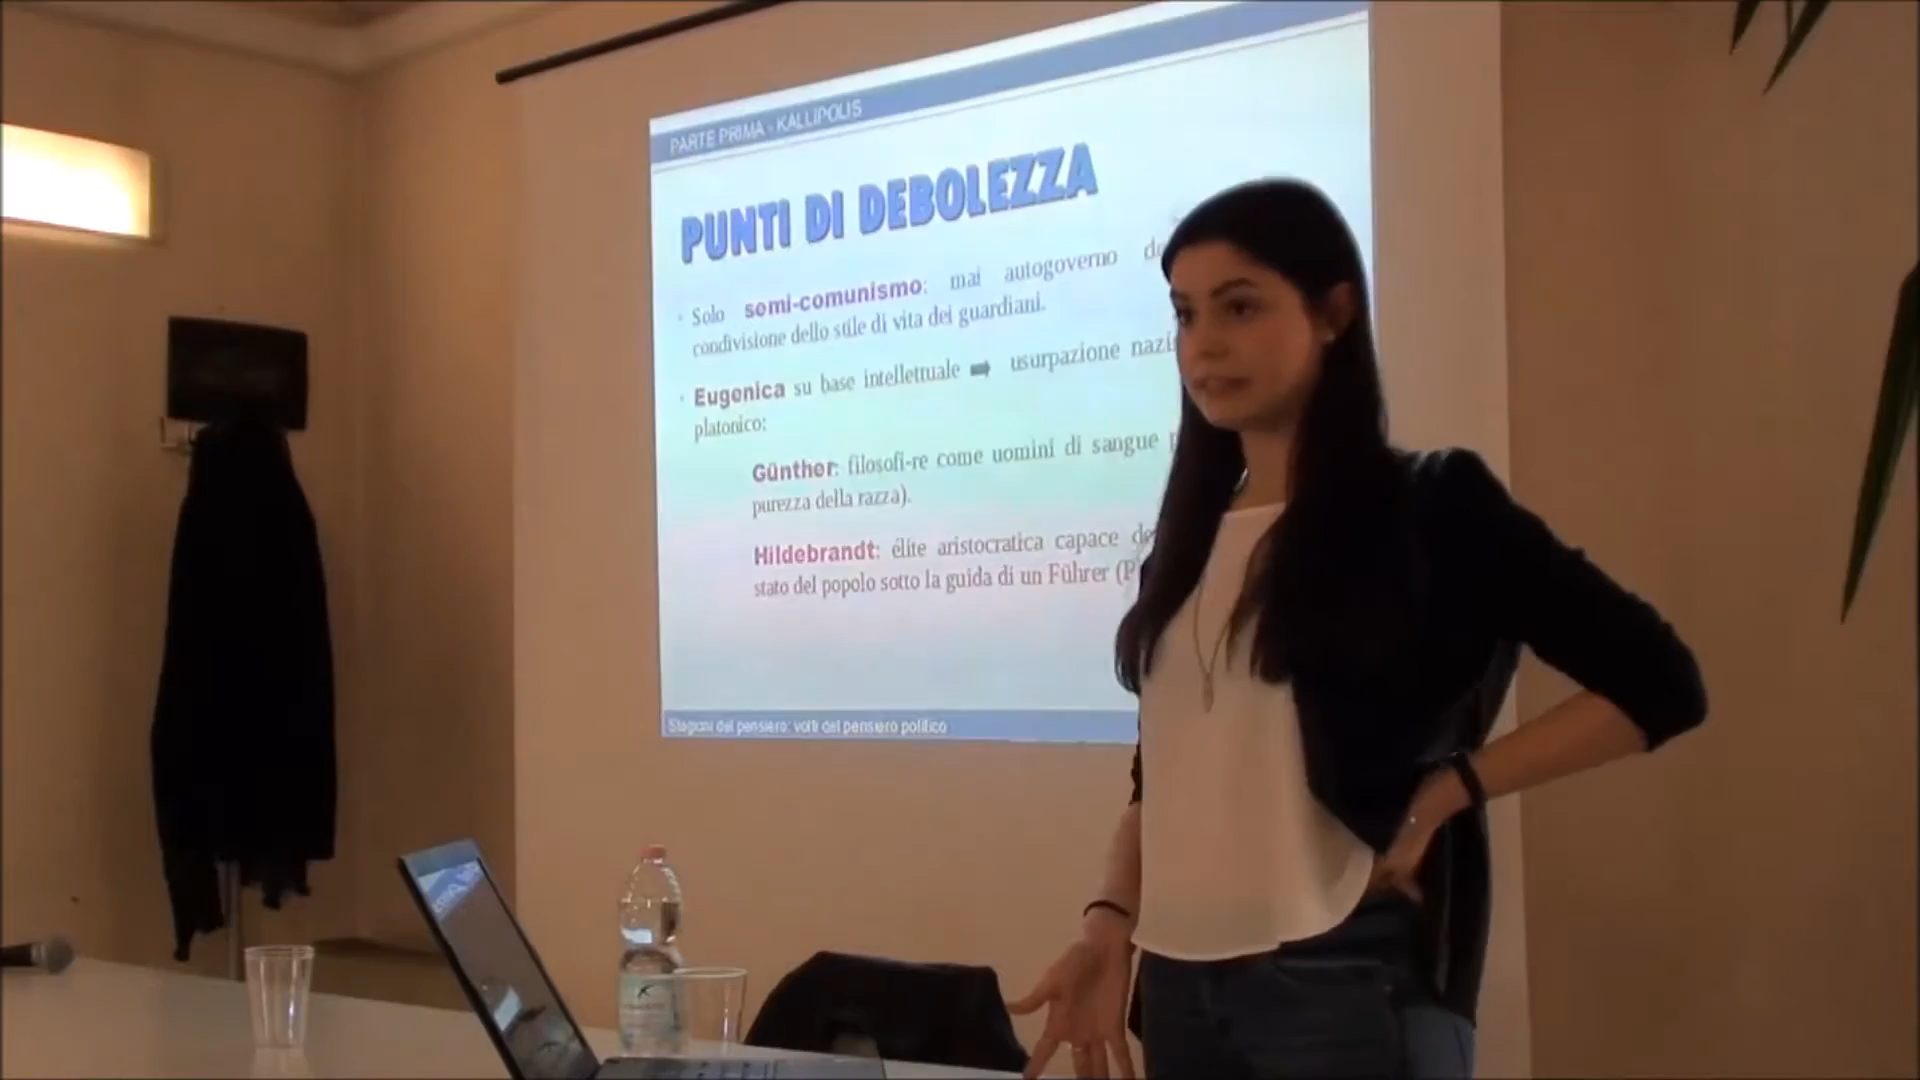 PARTE PRIMA - KALLIPOLIS
PUNTI DI DEBOLEZZA
Solo semi-comunismo: mai autogoverno
condivisione dello stile di vita dei guardiani.
Eugenica su base intellettuale ➡ usurpazione
platonico:
Günther: filosofi-re come uomini di sangue
purezza della razza).
Hildebrandt: élite aristocratica capace
stato del popolo sotto la guida di un Führer
Stagioni del pensiero: volti del pensiero politico